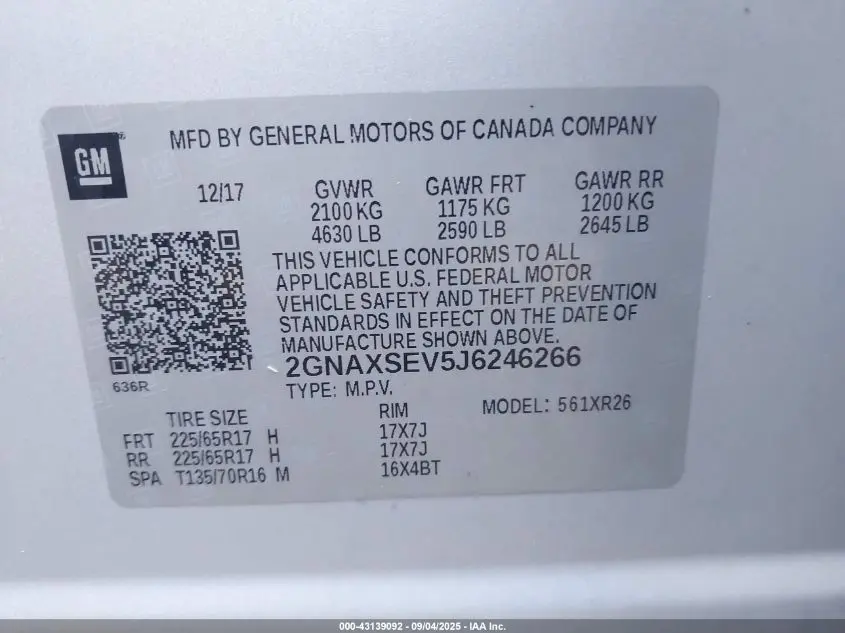 GM
®
MFD BY GENERAL MOTORS OF CANADA COMPANY
12/17
GVWR GAWR FRT GAWR RR
2100 KG 1175 KG 1200 KG
4630 LB 2590 LB 2645 LB
THIS VEHICLE CONFORMS TO ALL
APPLICABLE U.S. FEDERAL MOTOR
VEHICLE SAFETY AND THEFT PREVENTION
STANDARDS IN EFFECT ON THE DATE OF
MANUFACTURE SHOWN ABOVE.
2GNAXSEV5J6246266
636R
TYPE: M.P.V.
TIRE SIZE RIM MODEL: 561XR26
FRT 225/65R17 H 17X7J
RR 225/65R17 H 17X7J
SPA T135/70R16 M 16X4BT
000-43139092 - 09/04/2025 - IAA Inc.